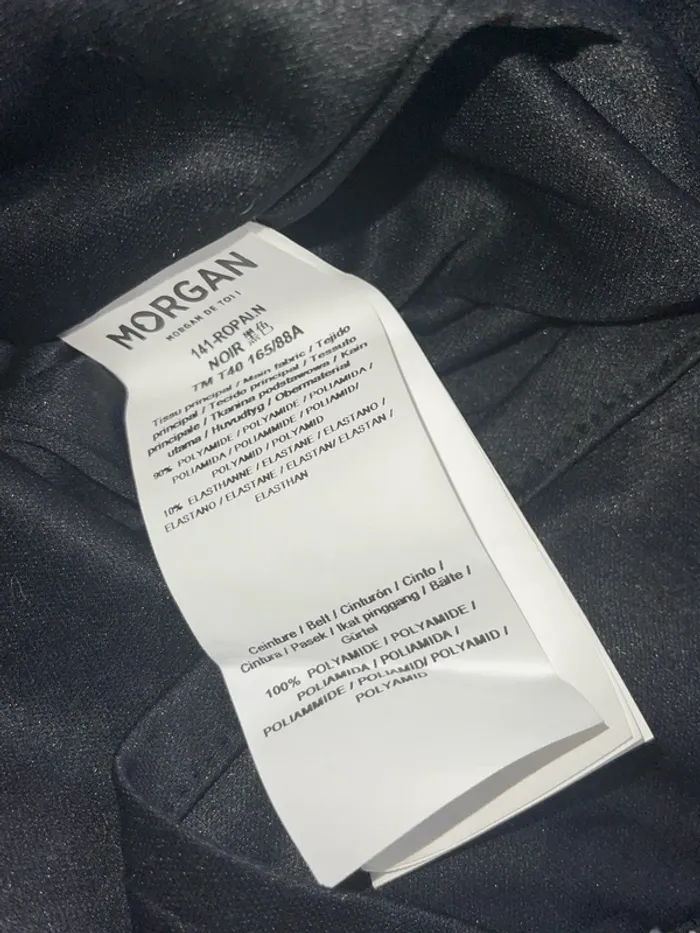 MORGAN
MORGAN DE TOI !
141-ROPALN
NOIR 黑色
TM T40 165/88A
Tissu principal / Main fabric / Tejido
principal / Tecido principal / Tessuto
principale / Tkanina podstawowa / Kain
utama / Huvudtyg / Obermaterial
90% POLYAMIDE / POLYAMIDE / POLIAMIDA /
POLIAMIDA / POLIAMMIDE / POLIAMID/
POLYAMID / POLYAMID
10% ELASTHANNE / ELASTANE / ELASTANO /
ELASTANO / ELASTANE / ELASTAN/ ELASTAN /
ELASTHAN
Ceinture / Belt / Cinturón / Cinto /
Cintura / Pasek / Ikat pinggang / Bälte /
Gürtel
100% POLYAMIDE / POLYAMIDE /
POLIAMIDA / POLIAMIDA /
POLIAMMIDE / POLIAMID/ POLYAMID /
POLYAMID